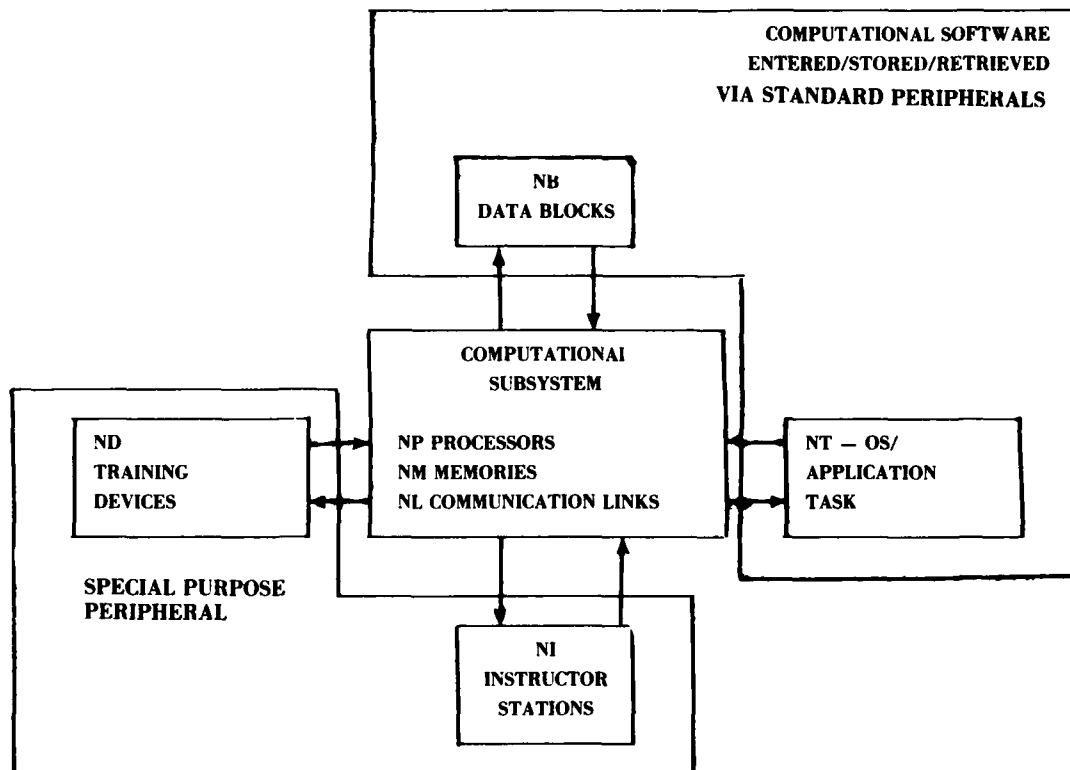 COMPUTATIONAL SOFTWARE
ENTERED/STORED/RETRIEVED
VIA STANDARD PERIPHERALS
NB
DATA BLOCKS
COMPUTATIONAI
SUBSYSTEM
NP PROCESSORS
NM MEMORIES
NL COMMUNICATION LINKS
ND
TRAINING
DEVICES
NT — OS/
APPLICATION
TASK
SPECIAL PURPOSE
PERIPHERAL
NI
INSTRUCTOR
STATIONS